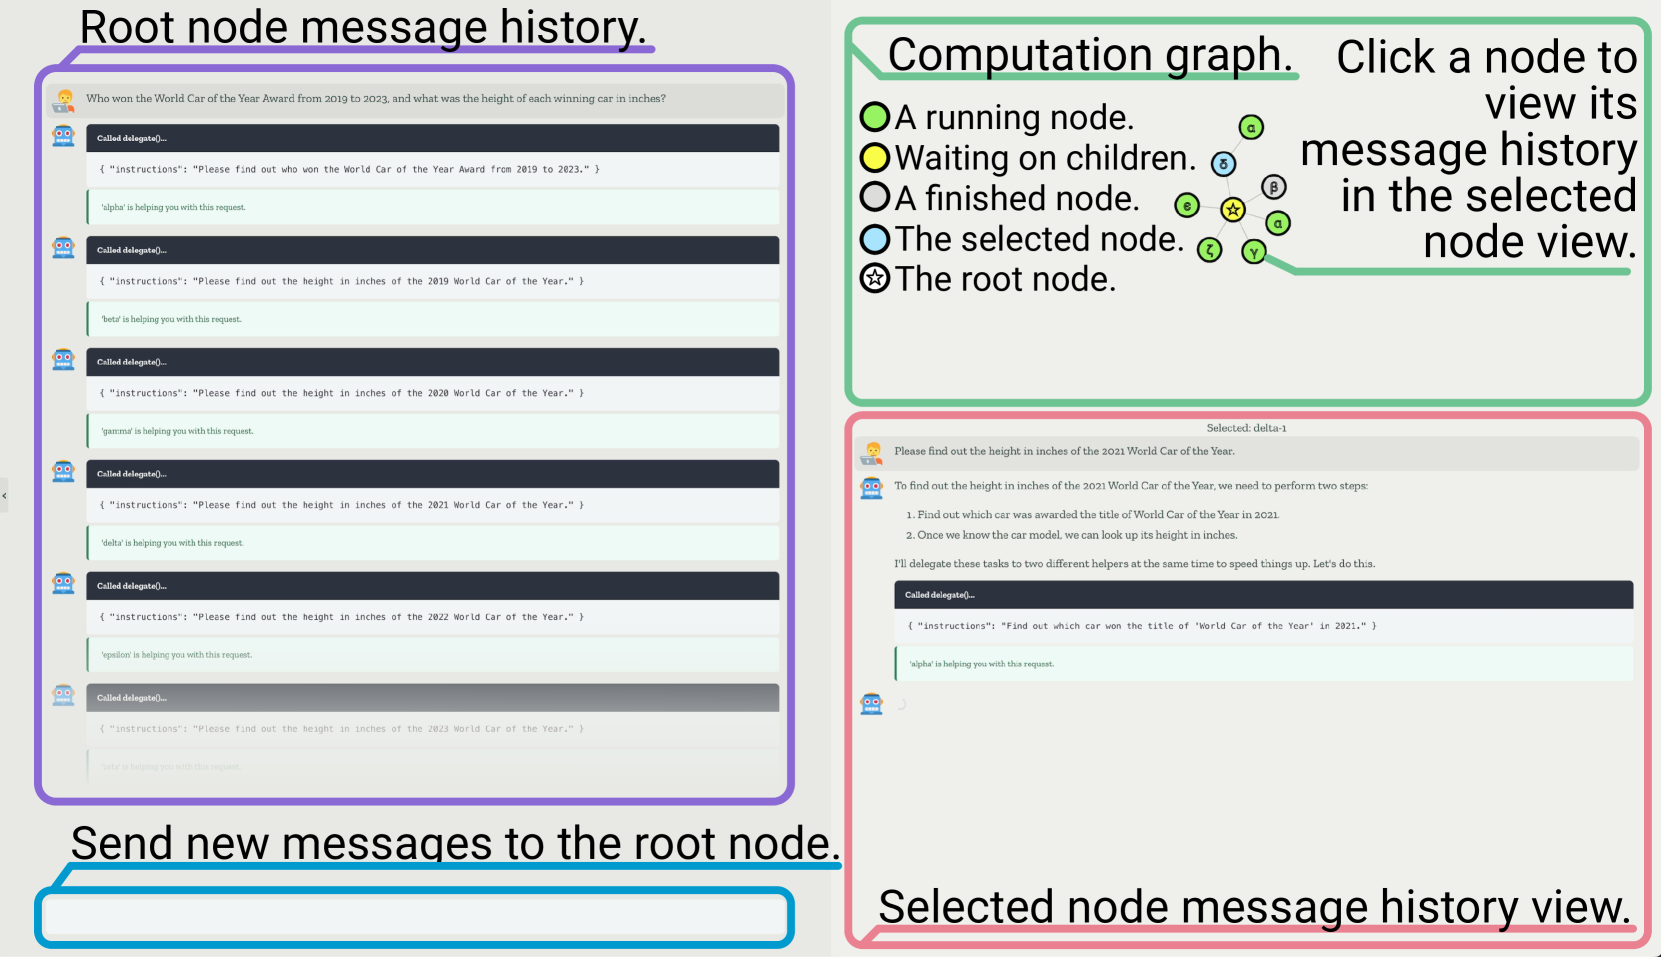 Root node message history.
Who won the World Car of the Year Award from 2019 to 2023, and what was the height of each winning car in inches?
Called delegate()...
{ "instructions": "Please find out who won the World Car of the Year Award from 2019 to 2023." }
'alpha' is helping you with this request.
Called delegate()...
{ "instructions": "Please find out the height in inches of the 2019 World Car of the Year." }
'beta' is helping you with this request.
Called delegate()...
{ "instructions": "Please find out the height in inches of the 2020 World Car of the Year." }
'gamma' is helping you with this request.
Called delegate()...
{ "instructions": "Please find out the height in inches of the 2021 World Car of the Year." }
'delta' is helping you with this request.
Called delegate()...
{ "instructions": "Please find out the height in inches of the 2022 World Car of the Year." }
'epsilon' is helping you with this request.
Called delegate()...
{ "instructions": "Please find out the height in inches of the 2023 World Car of the Year." }
'zeta' is helping you with this request.
Send new messages to the root node.
Computation graph.
A running node.
Waiting on children.
A finished node.
The selected node.
The root node.
α
δ
β
ε
α
ζ
γ
Click a node to
view its
message history
in the selected
node view.
Selected: delta-1
Please find out the height in inches of the 2021 World Car of the Year.
To find out the height in inches of the 2021 World Car of the Year, we need to perform two steps:
1. Find out which car was awarded the title of World Car of the Year in 2021.
2. Once we know the car model, we can look up its height in inches.
I'll delegate these tasks to two different helpers at the same time to speed things up. Let's do this.
Called delegate()...
{ "instructions": "Find out which car won the title of 'World Car of the Year' in 2021." }
'alpha' is helping you with this request.
Selected node message history view.